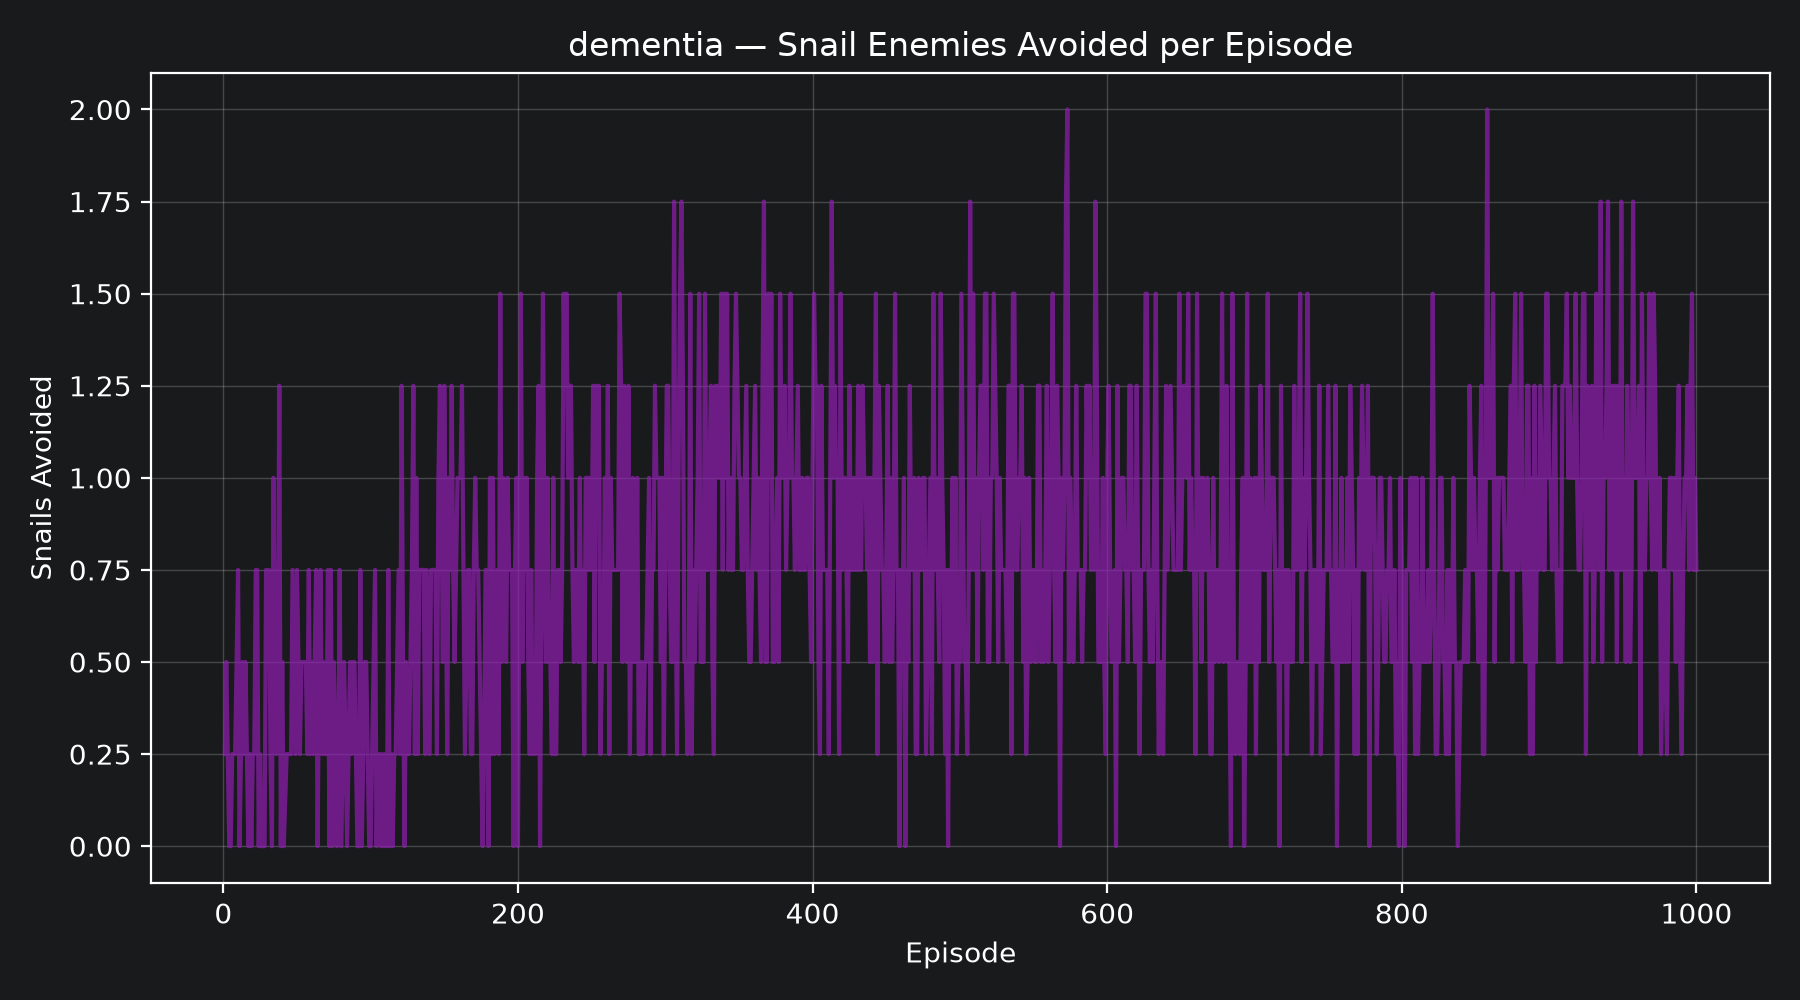 dementia — Snail Enemies Avoided per Episode
Snails Avoided
2.00
1.75
1.50
1.25
1.00
0.75
0.50
0.25
0.00
0 200 400 600 800 1000
Episode